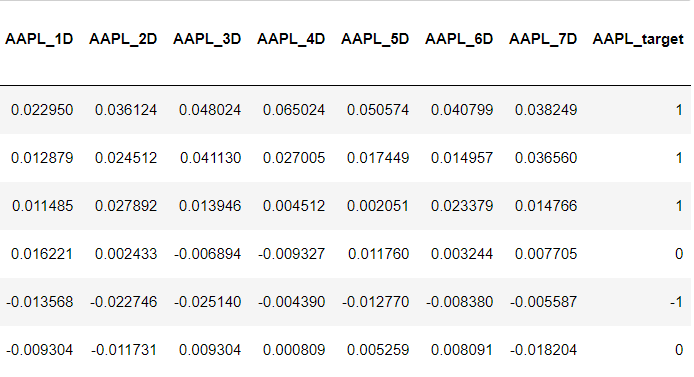 AAPL_1D AAPL_2D AAPL_3D AAPL_4D AAPL_5D AAPL_6D AAPL_7D AAPL_target
0.022950 0.036124 0.048024 0.065024 0.050574 0.040799 0.038249 1
0.012879 0.024512 0.041130 0.027005 0.017449 0.014957 0.036560 1
0.011485 0.027892 0.013946 0.004512 0.002051 0.023379 0.014766 1
0.016221 0.002433 -0.006894 -0.009327 0.011760 0.003244 0.007705 0
-0.013568 -0.022746 -0.025140 -0.004390 -0.012770 -0.008380 -0.005587 -1
-0.009304 -0.011731 0.009304 0.000809 0.005259 0.008091 -0.018204 0